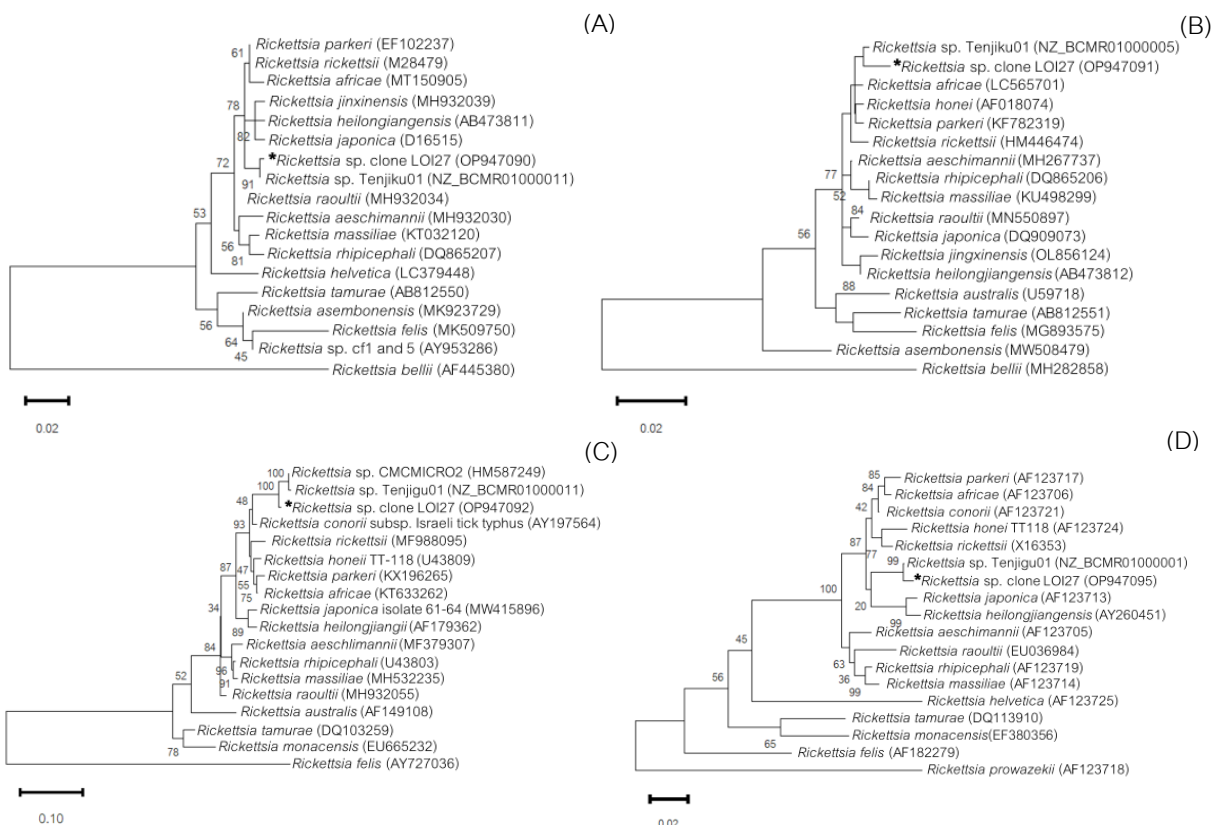 (A)
61
Rickettsia parkeri (EF102237)
Rickettsia rickettsii (M28479)
Rickettsia africae (MT150905)
78
Rickettsia jinxinensis (MH932039)
Rickettsia heilongiangensis (AB473811)
82
Rickettsia japonica (D16515)
72
*Rickettsia sp. clone LOI27 (OP947090)
91
Rickettsia sp. Tenjiku01 (NZ_BCMR01000011)
Rickettsia raoultii (MH932034)
53
Rickettsia aeschimannii (MH932030)
Rickettsia massiliae (KT032120)
56
81
Rickettsia rhipicephali (DQ865207)
Rickettsia helvetica (LC379448)
Rickettsia tamurae (AB812550)
Rickettsia asembonensis (MK923729)
56
Rickettsia felis (MK509750)
64
45
Rickettsia sp. cf1 and 5 (AY953286)
Rickettsia bellii (AF445380)
0.02
(B)
Rickettsia sp. Tenjiku01 (NZ_BCMR01000005)
*Rickettsia sp. clone LOI27 (OP947091)
Rickettsia africae (LC565701)
Rickettsia honei (AF018074)
Rickettsia parkeri (KF782319)
Rickettsia rickettsii (HM446474)
Rickettsia aeschimannii (MH267737)
77
Rickettsia rhipicephali (DQ865206)
52
Rickettsia massiliae (KU498299)
84
Rickettsia raoultii (MN550897)
Rickettsia japonica (DQ909073)
56
Rickettsia jingxinensis (OL856124)
Rickettsia heilongjiangensis (AB473812)
88
Rickettsia australis (U59718)
Rickettsia tamurae (AB812551)
Rickettsia felis (MG893575)
Rickettsia asembonensis (MW508479)
Rickettsia bellii (MH282858)
0.02
(C)
100
Rickettsia sp. CMCMICRO2 (HM587249)
100
Rickettsia sp. Tenjigu01 (NZ_BCMR01000011)
48
*Rickettsia sp. clone LOI27 (OP947092)
93
Rickettsia conorii subsp. Israeli tick typhus (AY197564)
Rickettsia rickettsii (MF988095)
Rickettsia honeii TT-118 (U43809)
87
47
Rickettsia parkeri (KX196265)
55
75
Rickettsia africae (KT633262)
34
Rickettsia japonica isolate 61-64 (MW415896)
Rickettsia heilongjiangii (AF179362)
89
84
Rickettsia aeschlimannii (MF379307)
Rickettsia rhipicephali (U43803)
96
Rickettsia massiliae (MH532235)
91
52
Rickettsia raoultii (MH932055)
Rickettsia australis (AF149108)
Rickettsia tamurae (DQ103259)
Rickettsia monacensis (EU665232)
78
Rickettsia felis (AY727036)
0.10
(D)
85
Rickettsia parkeri (AF123717)
84
Rickettsia africae (AF123706)
42
Rickettsia conorii (AF123721)
Rickettsia honei TT118 (AF123724)
87
Rickettsia rickettsii (X16353)
77
99
Rickettsia sp. Tenjigu01 (NZ_BCMR01000001)
*Rickettsia sp. clone LOI27 (OP947095)
100
Rickettsia japonica (AF123713)
20
Rickettsia heilongjiangensis (AY260451)
99
Rickettsia aeschimannii (AF123705)
45
Rickettsia raoultii (EU036984)
63
Rickettsia rhipicephali (AF123719)
36
Rickettsia massiliae (AF123714)
99
56
Rickettsia helvetica (AF123725)
Rickettsia tamurae (DQ113910)
Rickettsia monacensis(EF380356)
65
Rickettsia felis (AF182279)
Rickettsia prowazekii (AF123718)
0.02